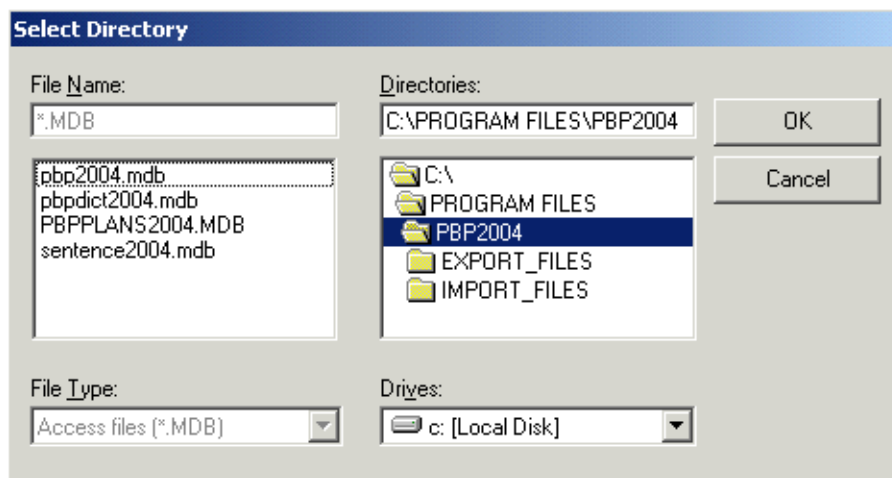 Select Directory
File Name:
*.MDB
pbp2004.mdb
pbpdict2004.mdb
PBPPLANS2004.MDB
sentence2004.mdb
File Type:
Access files (*.MDB)
Directories:
C:\PROGRAM FILES\PBP2004
C:\
PROGRAM FILES
PBP2004
EXPORT_FILES
IMPORT_FILES
Drives:
c: [Local Disk]
OK
Cancel